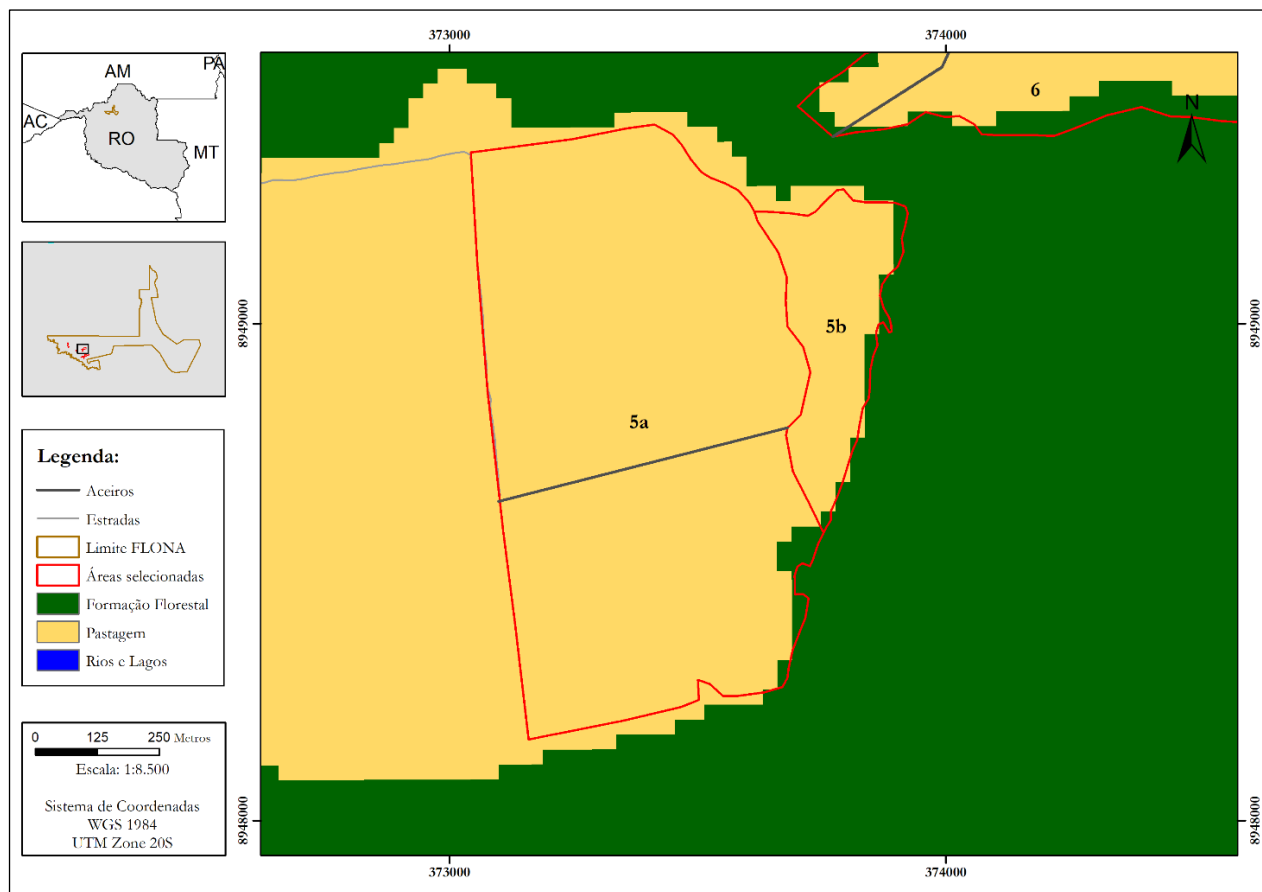 373000
374000
AM
PA
AC
RO
MT
6
N
5b
5a
8949000
8949000
Legenda:
Aceiros
Estradas
Limite FLONA
Áreas selecionadas
Formação Florestal
Pastagem
Rios e Lagos
0 125 250 Metros
Escala: 1:8.500
Sistema de Coordenadas
WGS 1984
UTM Zone 20S
8948000
8948000
373000
374000